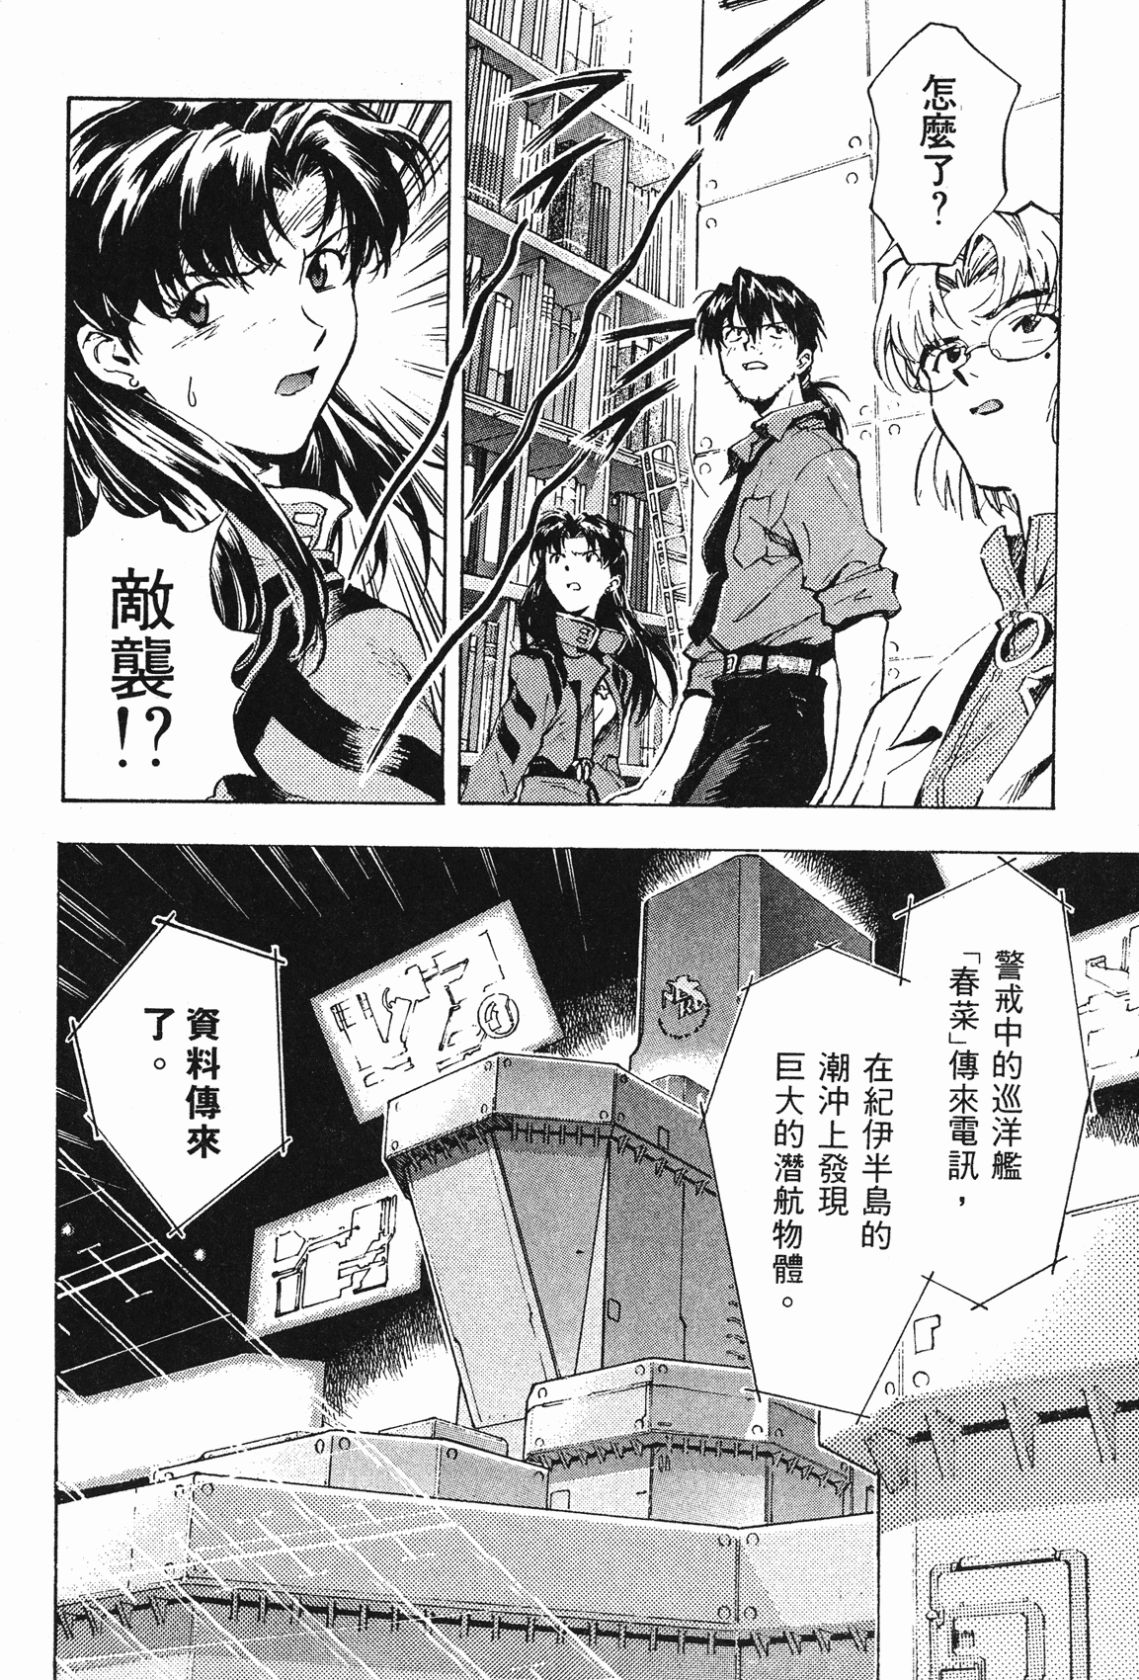 怎麼了？
敵
襲！？
警戒中的巡洋艦
「春菜」傳來電訊，
在紀伊半島的
潮沖上發現
巨大的潛航物體。
資料傳來
了。